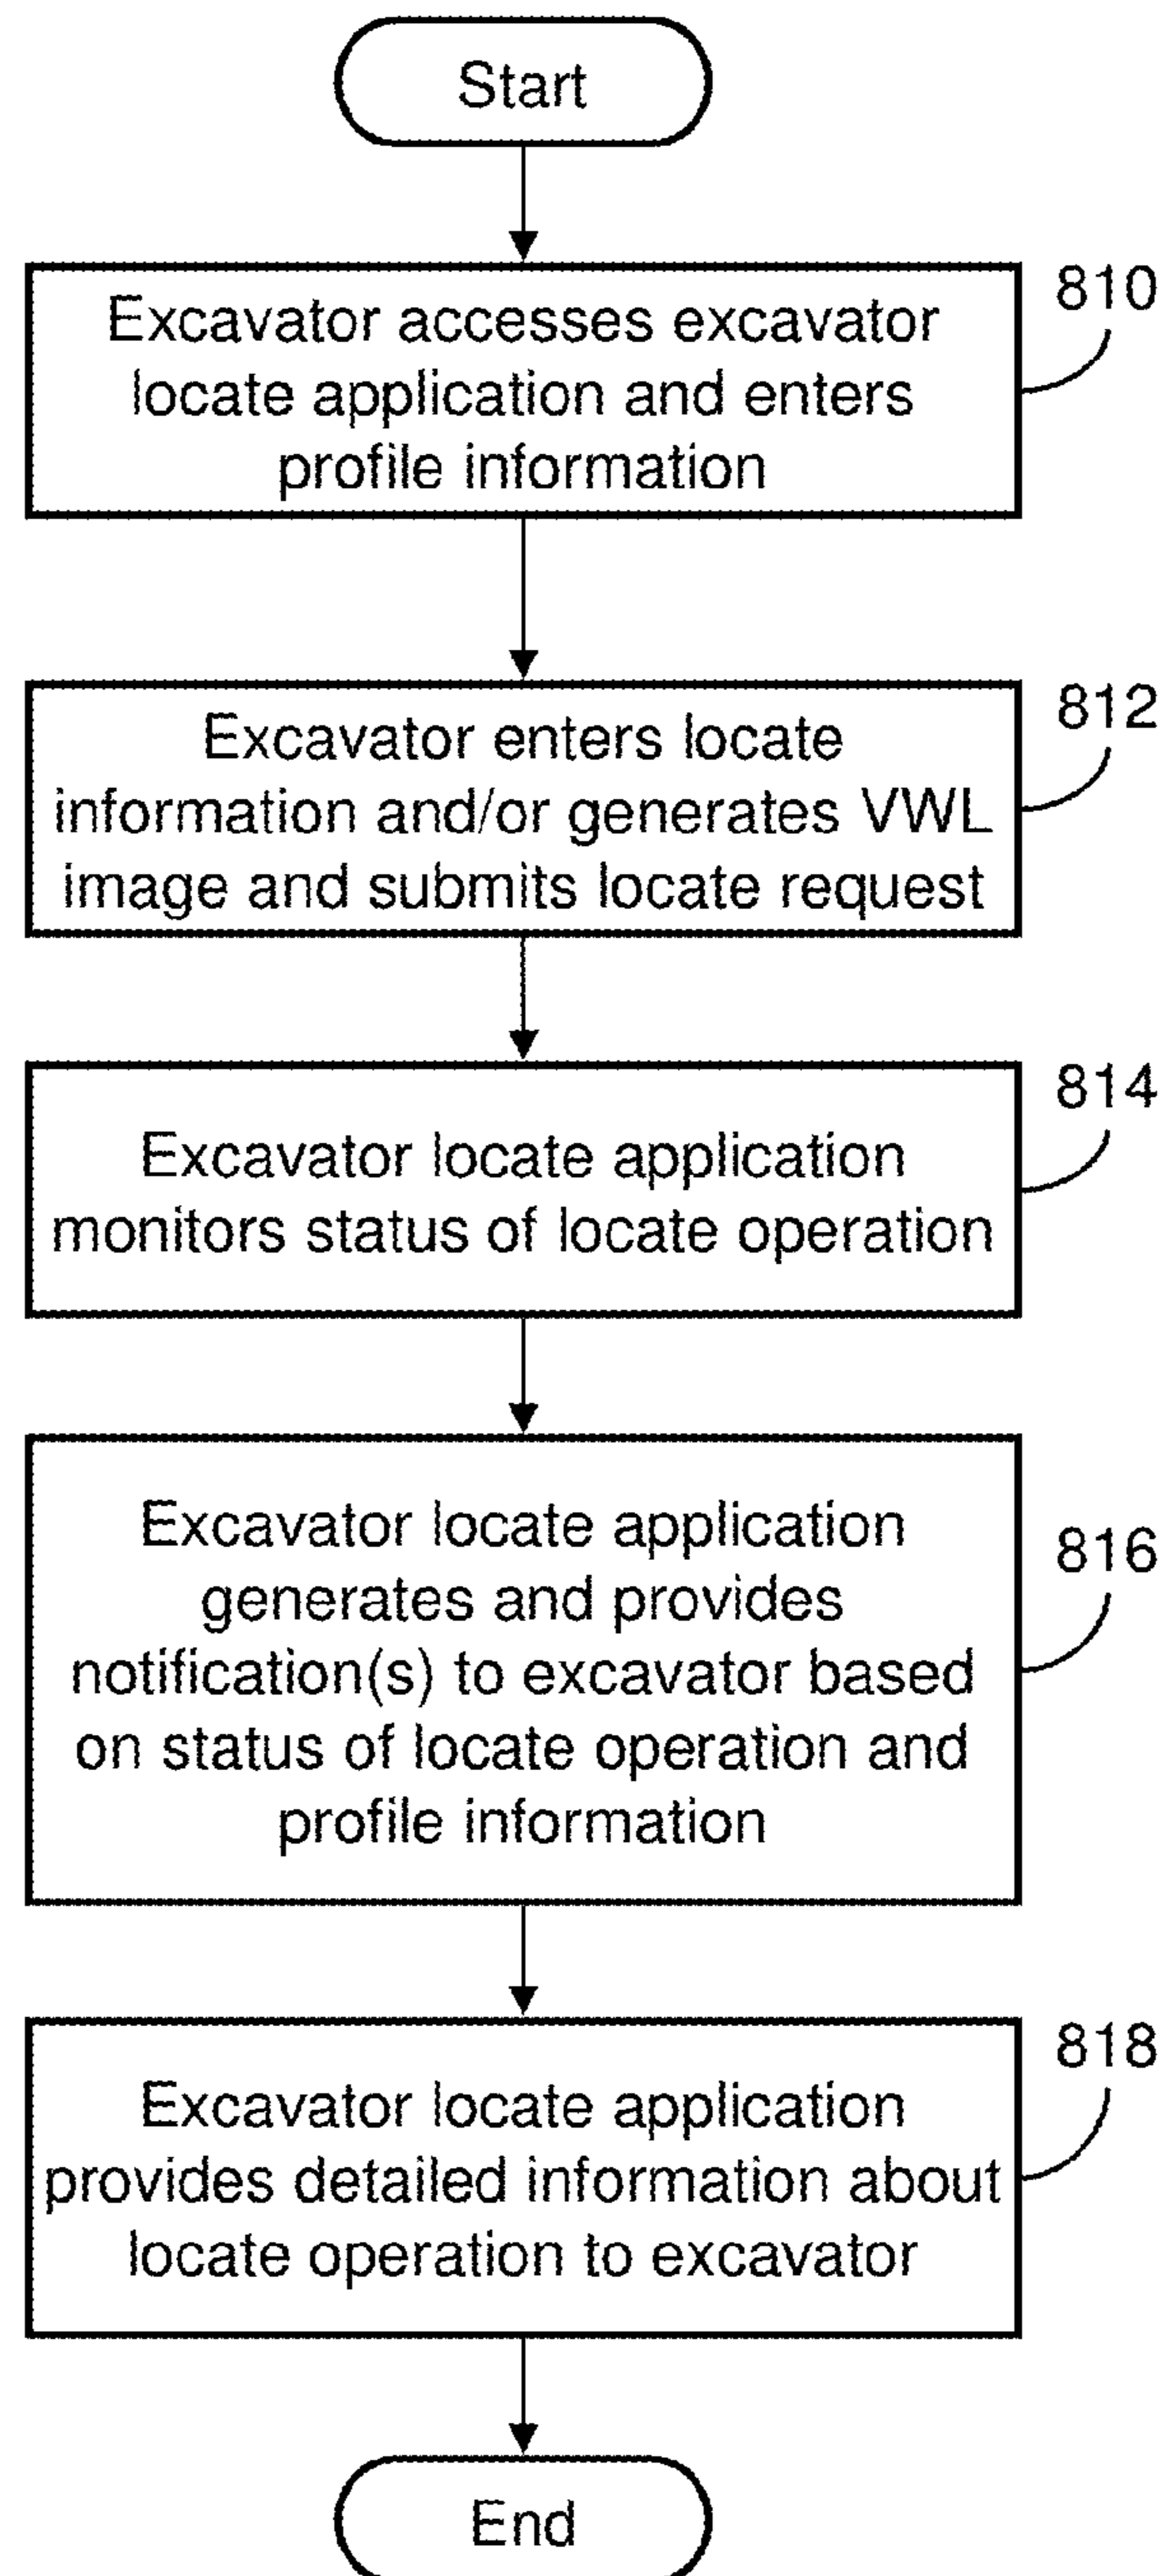 Start
810
Excavator accesses excavator
locate application and enters
profile information
812
Excavator enters locate
information and/or generates VWL
image and submits locate request
814
Excavator locate application
monitors status of locate operation
816
Excavator locate application
generates and provides
notification(s) to excavator based
on status of locate operation and
profile information
818
Excavator locate application
provides detailed information about
locate operation to excavator
End